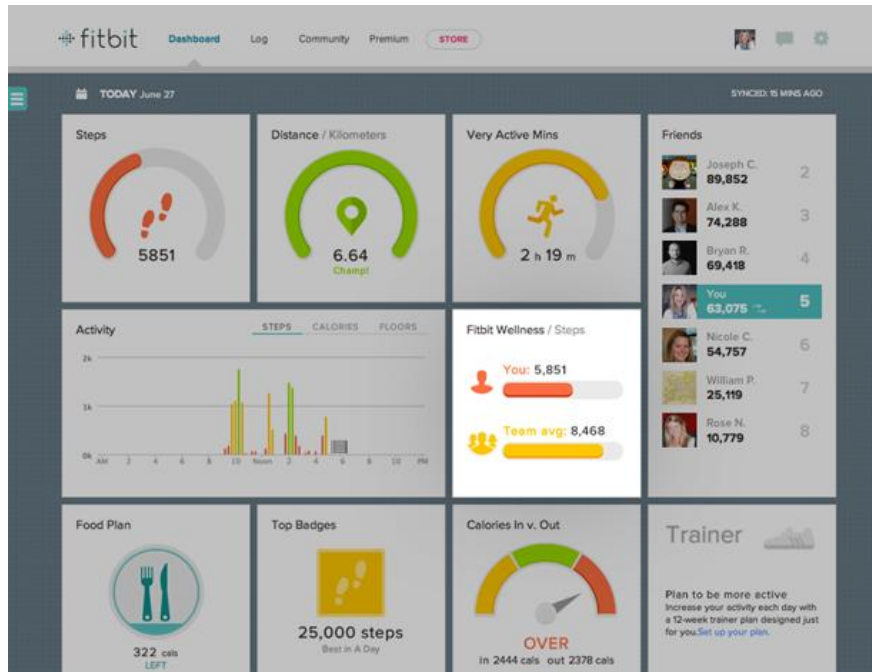 fitbit Dashboard Log Community Premium STORE
TODAY June 27 SYNCED: 15 MINS AGO
Steps
5851
Distance / Kilometers
6.64
Champ!
Very Active Mins
2 h 19 m
Friends
Joseph C.
89,852
2
Alex K.
74,288
3
Bryan R.
69,418
4
You
63,075
5
Nicole C.
54,757
6
William P.
25,119
7
Rose N.
10,779
8
Activity STEPS CALORIES FLOORS
2k
1k
0k
AM 2 4 6 8 10 Noon 2 4 6 8 10 PM
Fitbit Wellness / Steps
You: 5,851
Team avg: 8,468
Food Plan
322 cals
LEFT
Top Badges
25,000 steps
Best in A Day
Calories In v. Out
OVER
in 2444 cals out 2378 cals
Trainer
Plan to be more active
Increase your activity each day with
a 12-week trainer plan designed just
for you.Set up your plan.